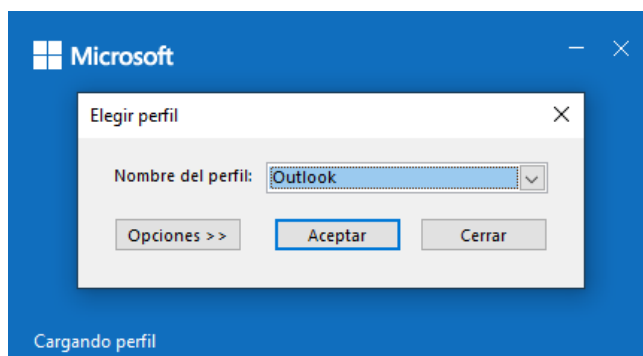 Microsoft
Elegir perfil
Nombre del perfil: Outlook
Opciones >> Aceptar Cerrar
Cargando perfil